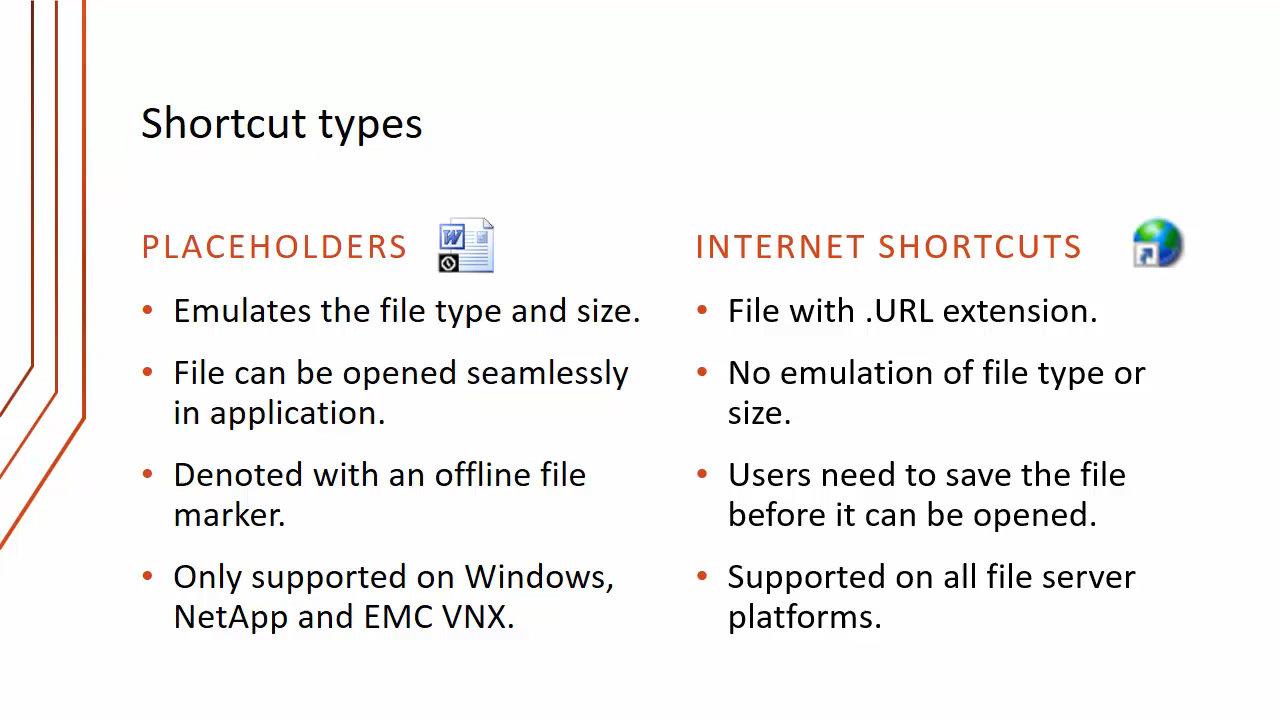 Shortcut types
PLACEHOLDERS
• Emulates the file type and size.
• File can be opened seamlessly
in application.
• Denoted with an offline file
marker.
• Only supported on Windows,
NetApp and EMC VNX.
INTERNET SHORTCUTS
• File with .URL extension.
• No emulation of file type or
size.
• Users need to save the file
before it can be opened.
• Supported on all file server
platforms.